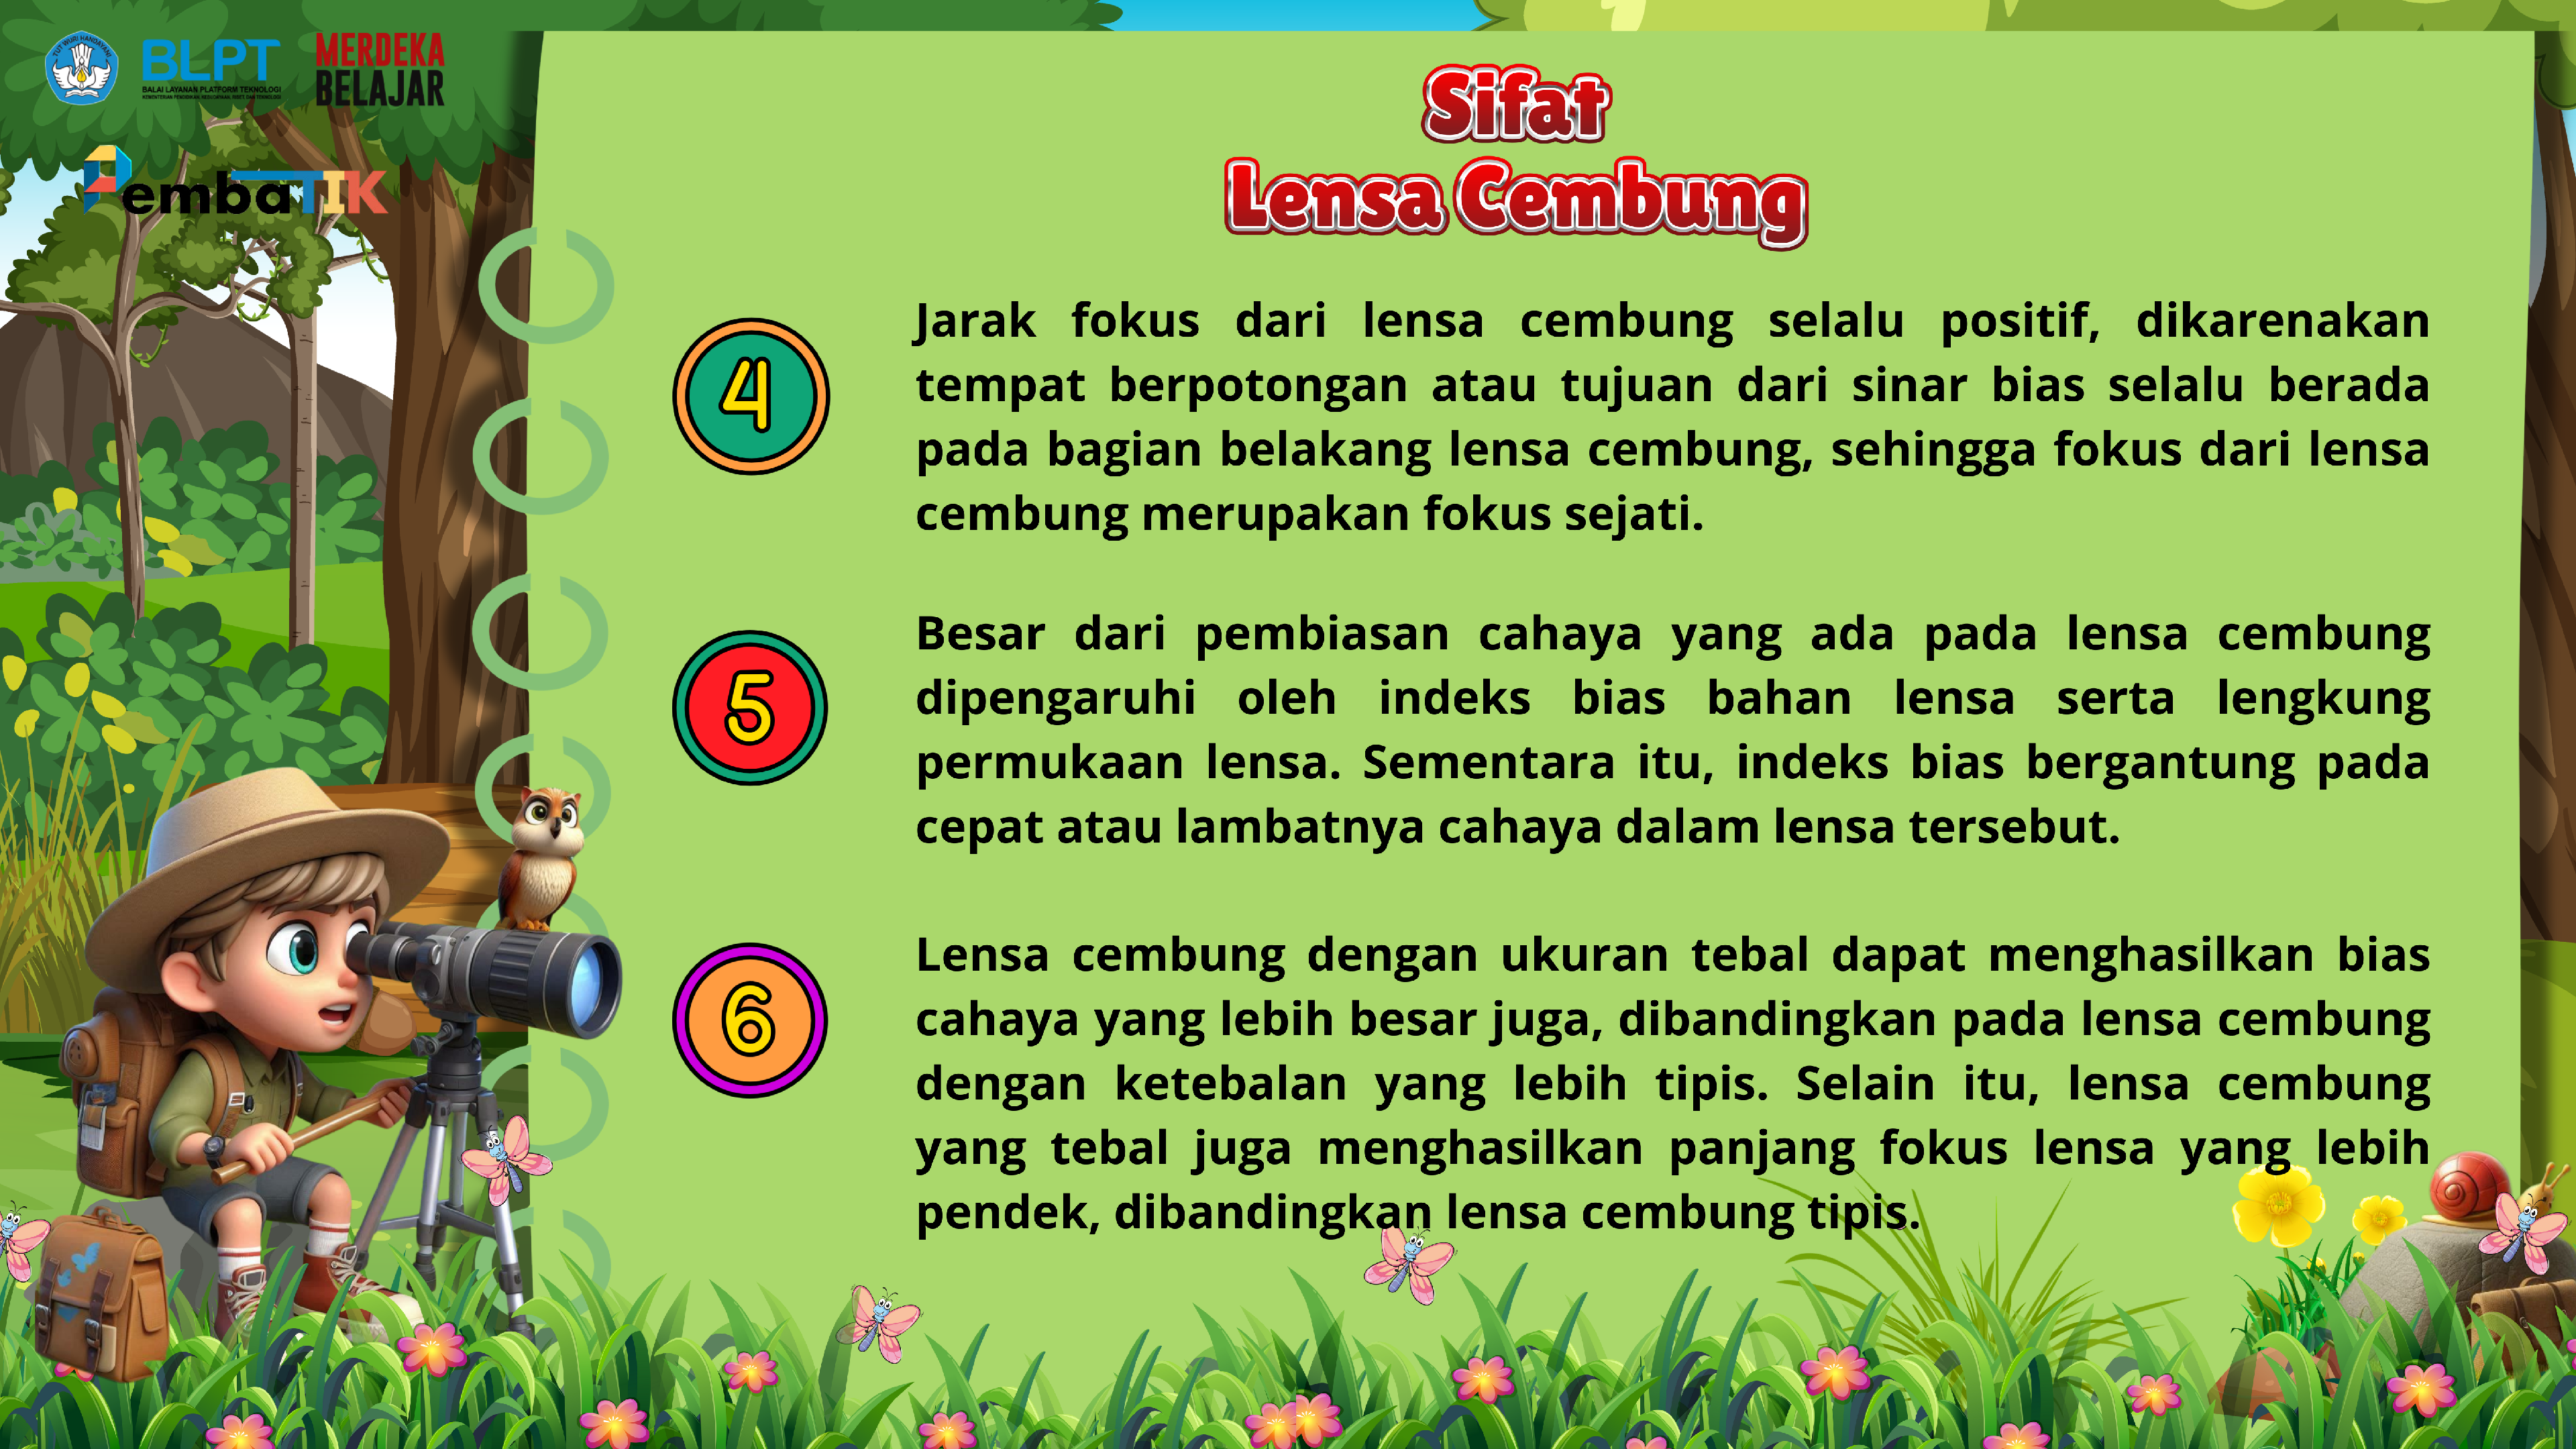 BLPT
BALAI LAYANAN PLATFORM TEKNOLOGI
MERDEKA
BELAJAR
PembaTIK
Sifat
Lensa Cembung
4
Jarak fokus dari lensa cembung selalu positif, dikarenakan
tempat berpotongan atau tujuan dari sinar bias selalu berada
pada bagian belakang lensa cembung, sehingga fokus dari lensa
cembung merupakan fokus sejati.
5
Besar dari pembiasan cahaya yang ada pada lensa cembung
dipengaruhi oleh indeks bias bahan lensa serta lengkung
permukaan lensa. Sementara itu, indeks bias bergantung pada
cepat atau lambatnya cahaya dalam lensa tersebut.
6
Lensa cembung dengan ukuran tebal dapat menghasilkan bias
cahaya yang lebih besar juga, dibandingkan pada lensa cembung
dengan ketebalan yang lebih tipis. Selain itu, lensa cembung
yang tebal juga menghasilkan panjang fokus lensa yang lebih
pendek, dibandingkan lensa cembung tipis.